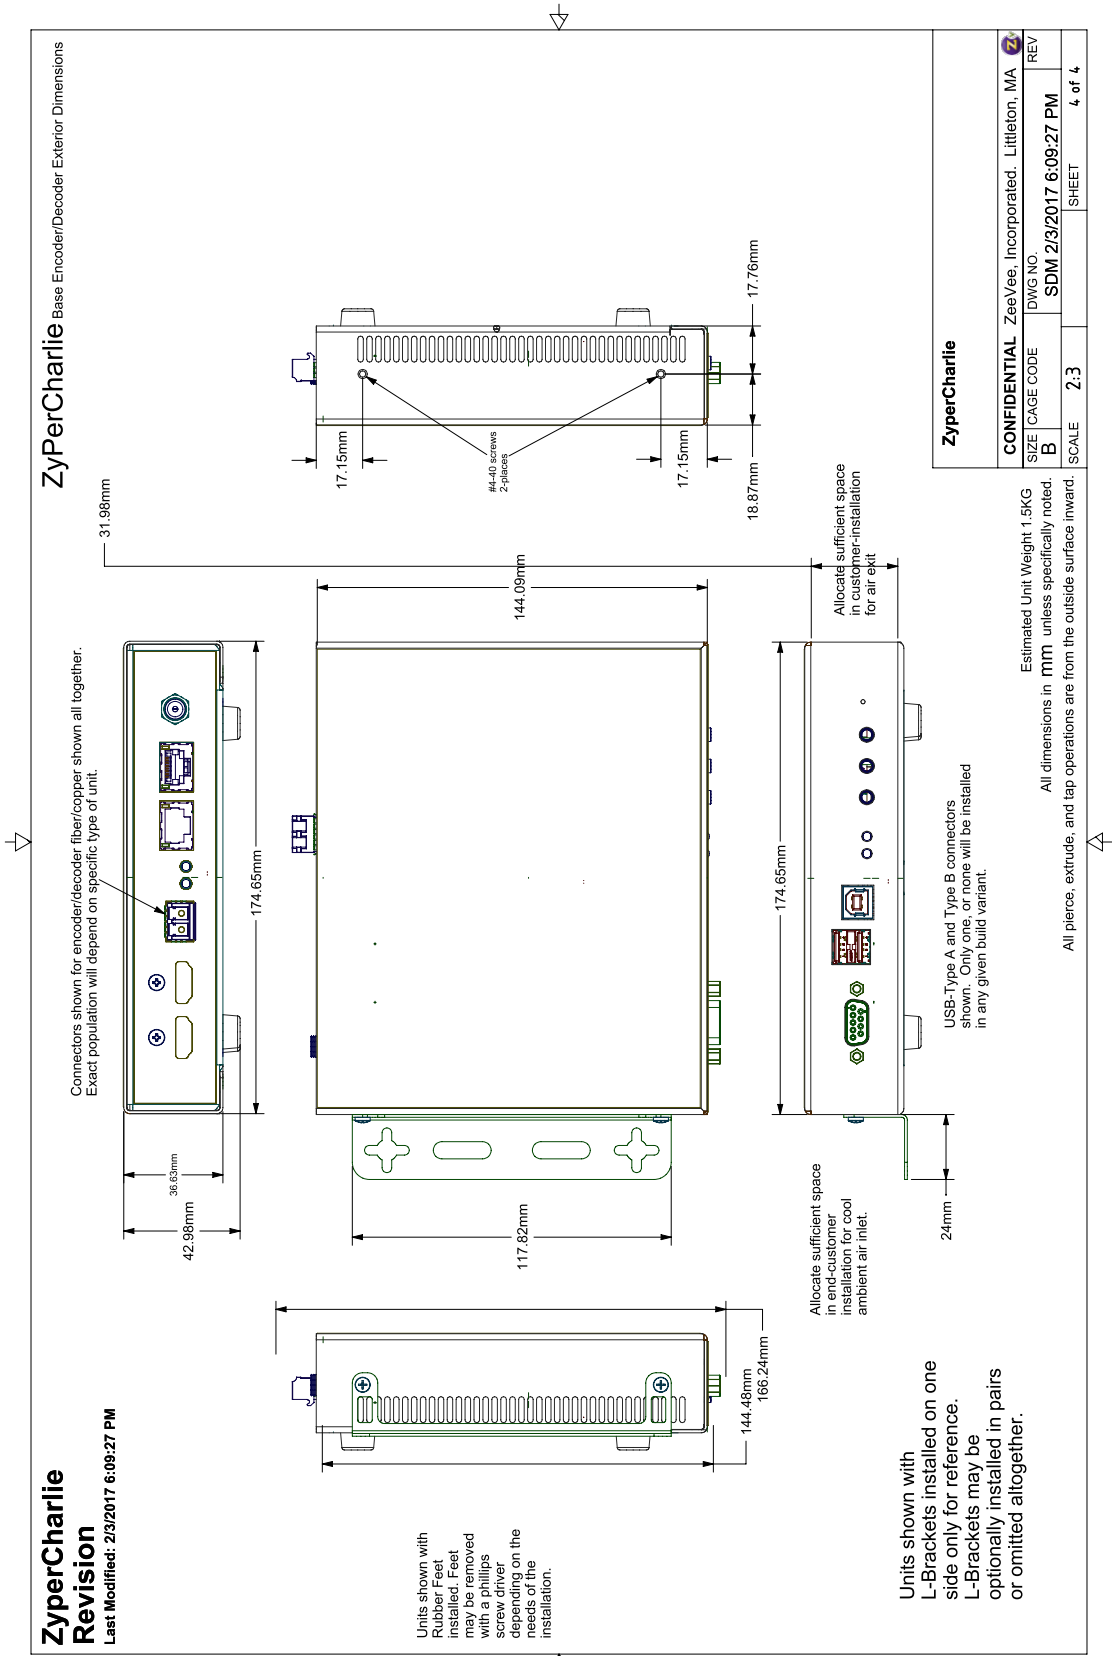 ZyperCharlie
Revision
Last Modified: 2/3/2017 6:09:27 PM
ZyPerCharlie Base Encoder/Decoder Exterior Dimensions
Connectors shown for encoder/decoder fiber/copper shown all together.
Exact population will depend on specific type of unit.
31.98mm
36.63mm
42.98mm
174.65mm
17.15mm
#4-40 screws
2-places
17.15mm
17.76mm
18.87mm
144.09mm
117.82mm
144.48mm
166.24mm
Units shown with
Rubber Feet
installed. Feet
may be removed
with a phillips
screw driver
depending on the
needs of the
installation.
174.65mm
Allocate sufficient space
in end-customer
installation for cool
ambient air inlet.
24mm
Allocate sufficient space
in customer-installation
for air exit
USB-Type A and Type B connectors
shown. Only one, or none will be installed
in any given build variant.
Units shown with
L-Brackets installed on one
side only for reference.
L-Brackets may be
optionally installed in pairs
or omitted altogether.
Estimated Unit Weight 1.5KG
All dimensions in mm unless specifically noted.
All pierce, extrude, and tap operations are from the outside surface inward.
ZyperCharlie
CONFIDENTIAL ZeeVee, Incorporated. Littleton, MA Zv
SIZE CAGE CODE DWG NO. REV
B SDM 2/3/2017 6:09:27 PM
SCALE 2:3 SHEET 4 of 4